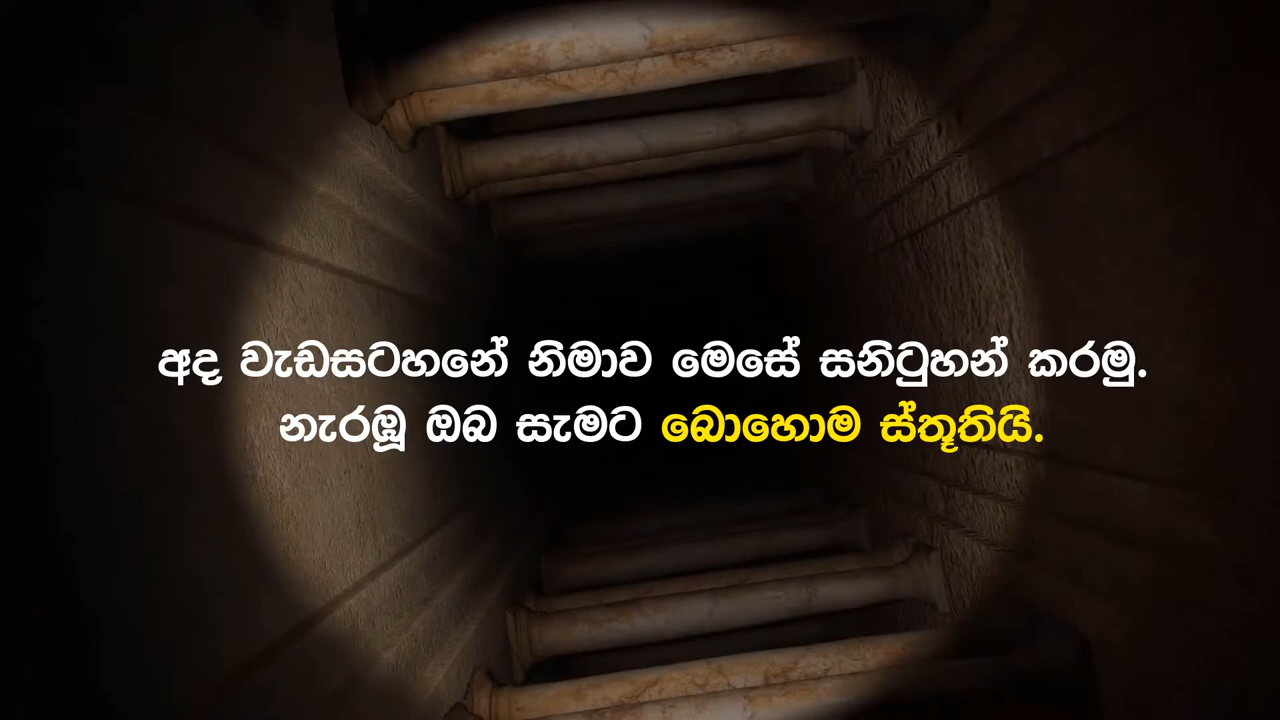 අද වැඩසටහනේ නිමාව මෙසේ සනිටුහන් කරමු.
නැරඹූ ඔබ සැමට බොහොම ස්තූතියි.